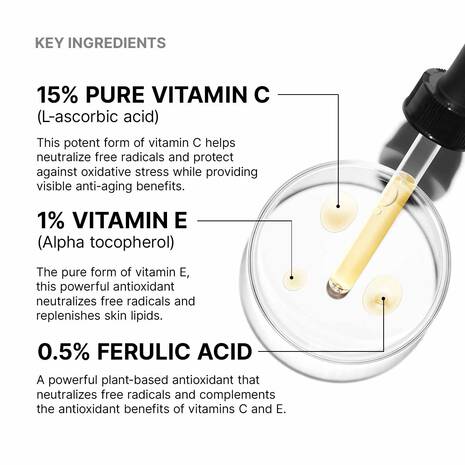 KEY INGREDIENTS
15% PURE VITAMIN C
(L-ascorbic acid)
This potent form of vitamin C helps
neutralize free radicals and protect
against oxidative stress while providing
visible anti-aging benefits.
1% VITAMIN E
(Alpha tocopherol)
The pure form of vitamin E,
this powerful antioxidant
neutralizes free radicals and
replenishes skin lipids.
0.5% FERULIC ACID
A powerful plant-based antioxidant that
neutralizes free radicals and complements
the antioxidant benefits of vitamins C and E.